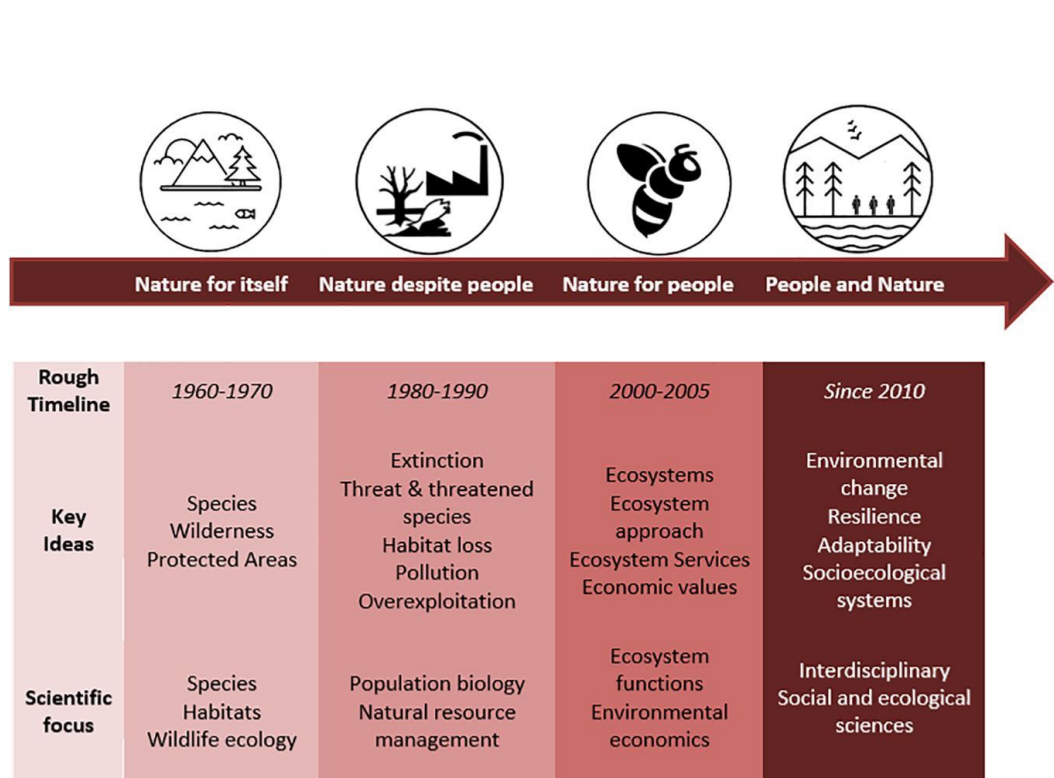 Nature for itself
Nature despite people
Nature for people
People and Nature
Rough
Timeline
1960-1970
1980-1990
2000-2005
Since 2010
Key
Ideas
Species
Wilderness
Protected Areas
Extinction
Threat & threatened
species
Habitat loss
Pollution
Overexploitation
Ecosystems
Ecosystem
approach
Ecosystem Services
Economic values
Environmental
change
Resilience
Adaptability
Socioecological
systems
Scientific
focus
Species
Habitats
Wildlife ecology
Population biology
Natural resource
management
Ecosystem
functions
Environmental
economics
Interdisciplinary
Social and ecological
sciences